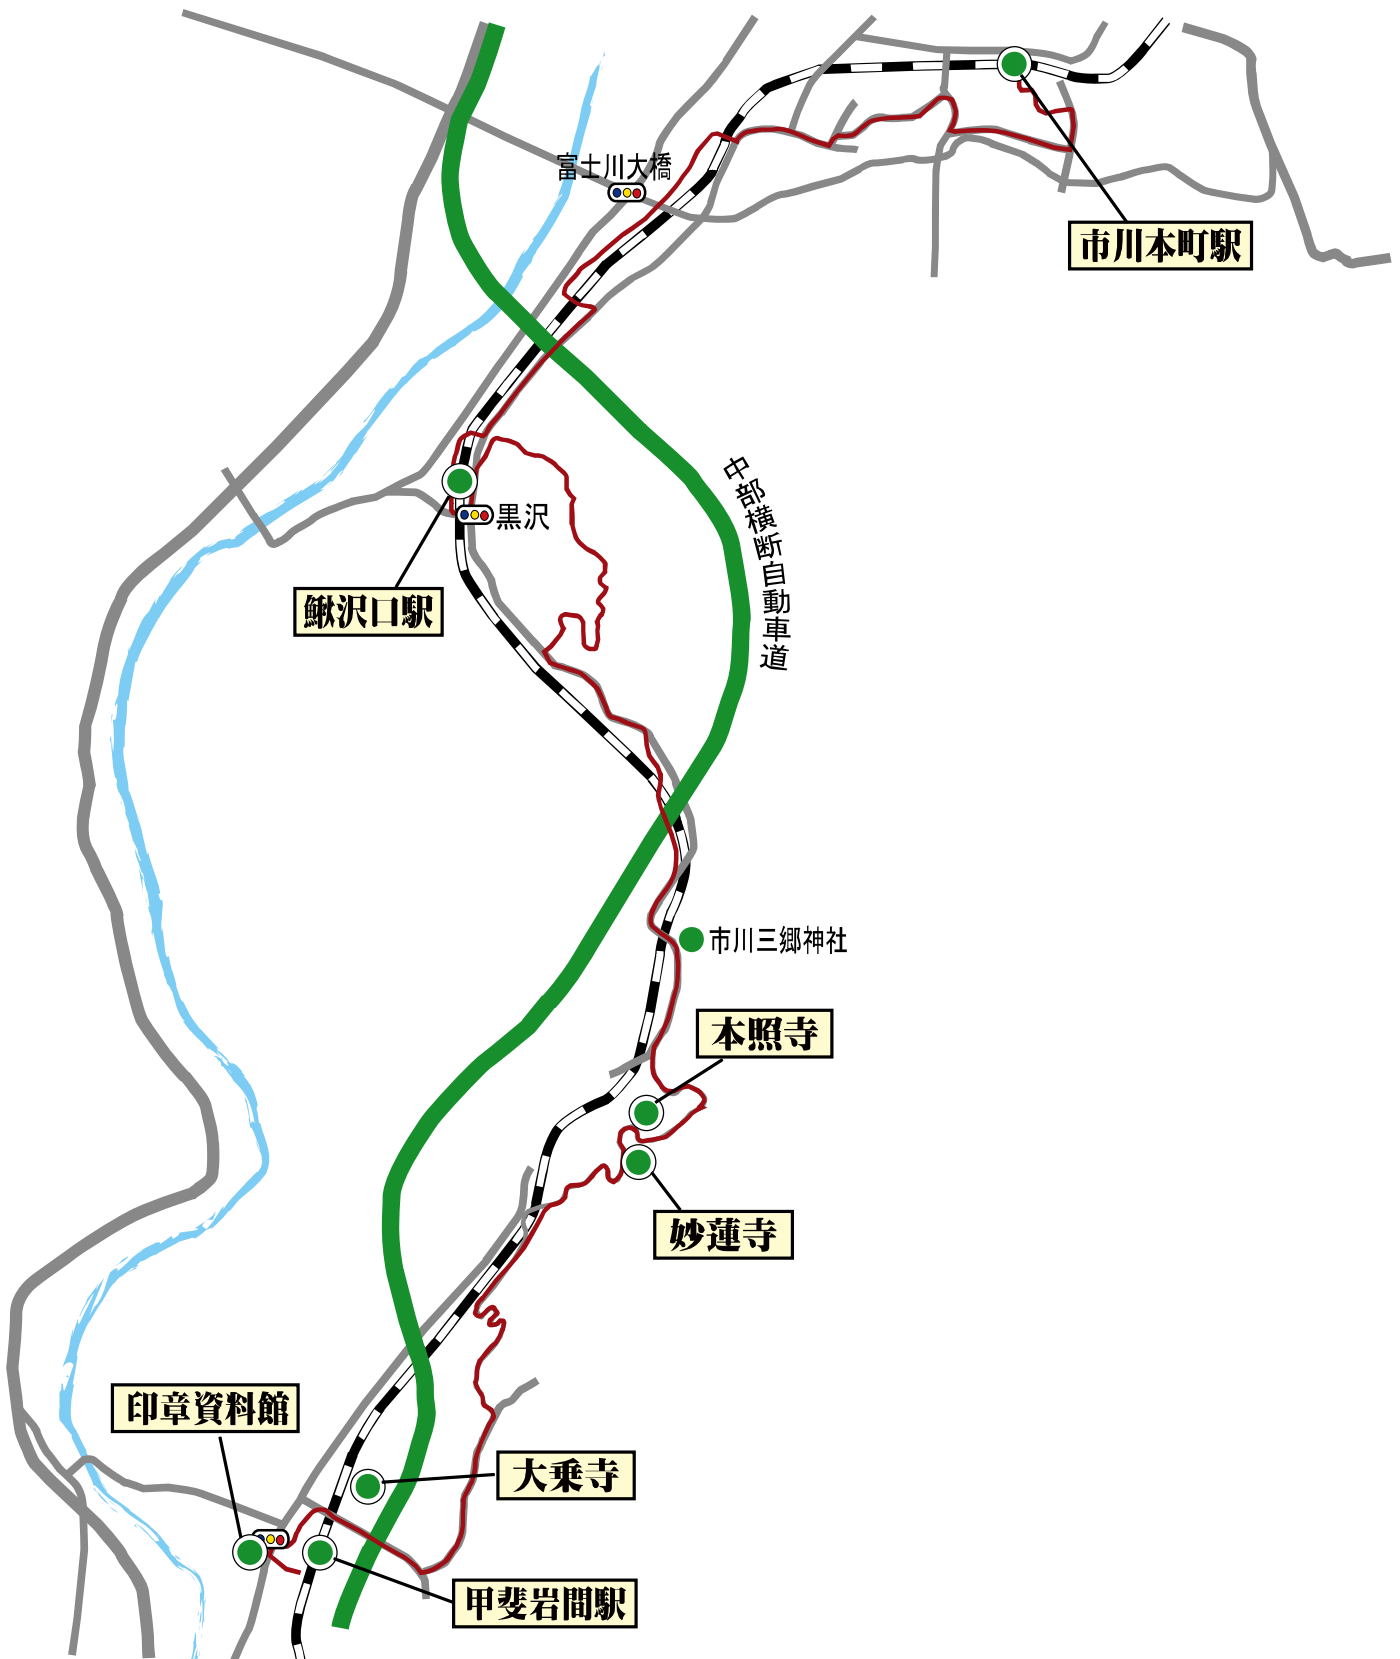 富士川大橋
市川本町駅
中部横断自動車道
黒沢
鰍沢口駅
市川三郷神社
本照寺
妙蓮寺
印章資料館
大乗寺
甲斐岩間駅